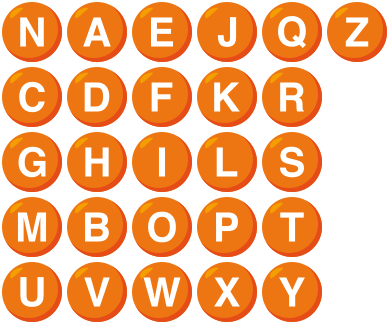 N A E J Q Z
C D F K R
G H I L S
M B O P T
U V W X Y